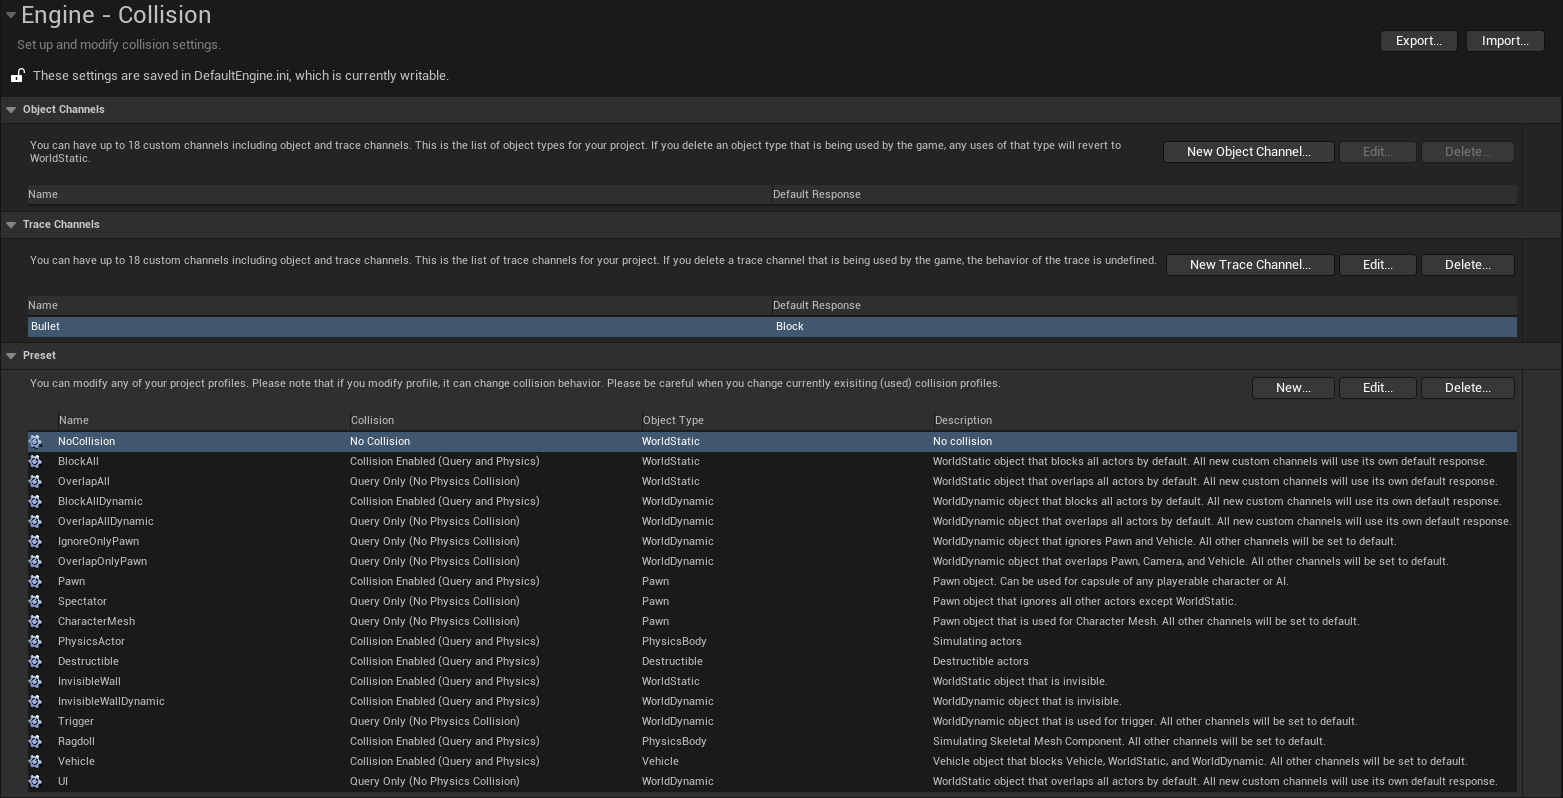 Engine - Collision
Set up and modify collision settings.
Export...
Import...
These settings are saved in DefaultEngine.ini, which is currently writable.
Object Channels
You can have up to 18 custom channels including object and trace channels. This is the list of object types for your project. If you delete an object type that is being used by the game, any uses of that type will revert to
WorldStatic.
New Object Channel...
Edit...
Delete...
Name Default Response
Trace Channels
You can have up to 18 custom channels including object and trace channels. This is the list of trace channels for your project. If you delete a trace channel that is being used by the game, the behavior of the trace is undefined.
New Trace Channel...
Edit...
Delete...
Name Default Response
Bullet Block
Preset
You can modify any of your project profiles. Please note that if you modify profile, it can change collision behavior. Please be careful when you change currently exisiting (used) collision profiles.
New...
Edit...
Delete...
Name Collision Object Type Description
NoCollision No Collision WorldStatic No collision
BlockAll Collision Enabled (Query and Physics) WorldStatic WorldStatic object that blocks all actors by default. All new custom channels will use its own default response.
OverlapAll Query Only (No Physics Collision) WorldStatic WorldStatic object that overlaps all actors by default. All new custom channels will use its own default response.
BlockAllDynamic Collision Enabled (Query and Physics) WorldDynamic WorldDynamic object that blocks all actors by default. All new custom channels will use its own default response.
OverlapAllDynamic Query Only (No Physics Collision) WorldDynamic WorldDynamic object that overlaps all actors by default. All new custom channels will use its own default response.
IgnoreOnlyPawn Query Only (No Physics Collision) WorldDynamic WorldDynamic object that ignores Pawn and Vehicle. All other channels will be set to default.
OverlapOnlyPawn Query Only (No Physics Collision) WorldDynamic WorldDynamic object that overlaps Pawn, Camera, and Vehicle. All other channels will be set to default.
Pawn Collision Enabled (Query and Physics) Pawn Pawn object. Can be used for capsule of any playerable character or AI.
Spectator Query Only (No Physics Collision) Pawn Pawn object that ignores all other actors except WorldStatic.
CharacterMesh Query Only (No Physics Collision) Pawn Pawn object that is used for Character Mesh. All other channels will be set to default.
PhysicsActor Collision Enabled (Query and Physics) PhysicsBody Simulating actors
Destructible Collision Enabled (Query and Physics) Destructible Destructible actors
InvisibleWall Collision Enabled (Query and Physics) WorldStatic WorldStatic object that is invisible.
InvisibleWallDynamic Collision Enabled (Query and Physics) WorldDynamic WorldDynamic object that is invisible.
Trigger Query Only (No Physics Collision) WorldDynamic WorldDynamic object that is used for trigger. All other channels will be set to default.
Ragdoll Collision Enabled (Query and Physics) PhysicsBody Simulating Skeletal Mesh Component. All other channels will be set to default.
Vehicle Collision Enabled (Query and Physics) Vehicle Vehicle object that blocks Vehicle, WorldStatic, and WorldDynamic. All other channels will be set to default.
UI Query Only (No Physics Collision) WorldDynamic WorldStatic object that overlaps all actors by default. All new custom channels will use its own default response.